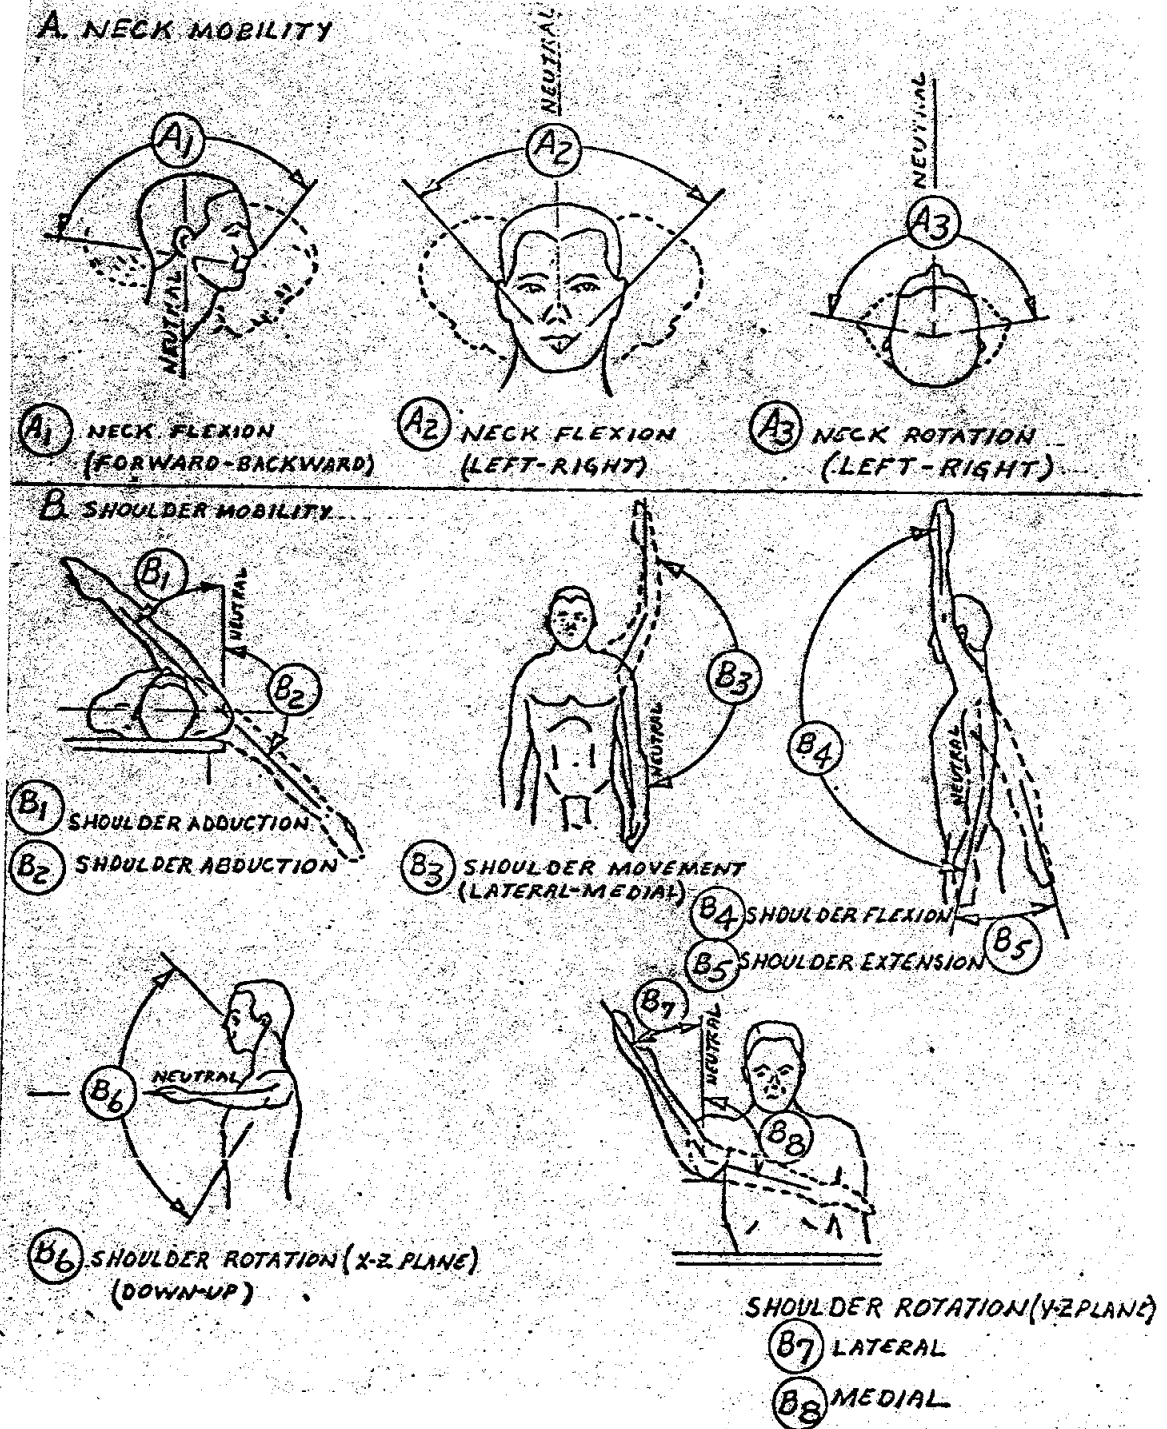 A. NECK MOBILITY
NEUTRAL
A1
NEUTRAL
A2
NEUTRAL
A3
NEUTRAL
A1 NECK FLEXION
(FORWARD-BACKWARD)
A2 NECK FLEXION
(LEFT-RIGHT)
A3 NECK ROTATION
(LEFT-RIGHT)
B. SHOULDER MOBILITY
B1
NEUTRAL
B2
B3
NEUTRAL
B4
NEUTRAL
B1 SHOULDER ADDUCTION
B2 SHOULDER ABDUCTION
B3 SHOULDER MOVEMENT
(LATERAL-MEDIAL)
B4 SHOULDER FLEXION
B5 SHOULDER EXTENSION
B5
NEUTRAL
B6
B7
NEUTRAL
B8
B6 SHOULDER ROTATION (X-Z PLANE)
(DOWN-UP)
SHOULDER ROTATION (Y-Z PLANE)
B7 LATERAL
B8 MEDIAL